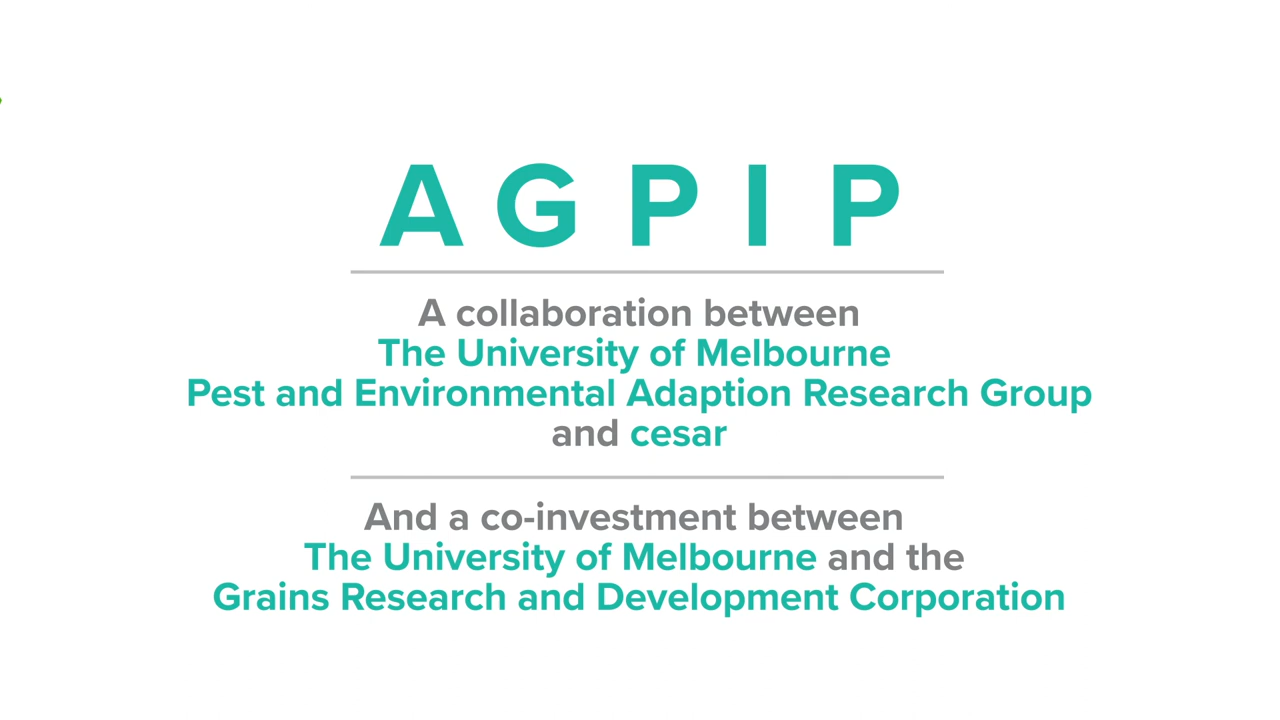 A G P I P
A collaboration between
The University of Melbourne
Pest and Environmental Adaption Research Group
and cesar
And a co-investment between
The University of Melbourne and the
Grains Research and Development Corporation